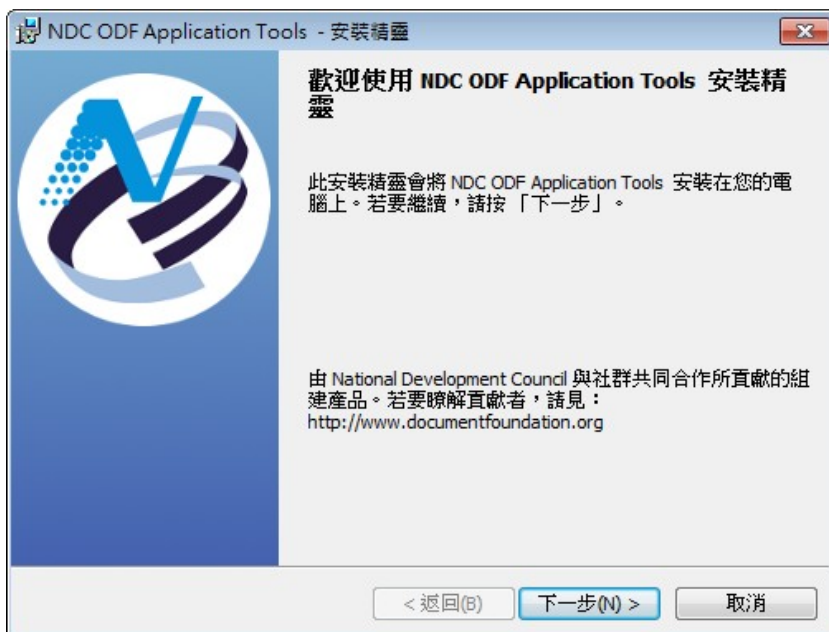 NDC ODF Application Tools - 安裝精靈
歡迎使用 NDC ODF Application Tools 安裝精
靈
此安裝精靈會將 NDC ODF Application Tools 安裝在您的電
腦上。若要繼續，請按「下一步」。
由 National Development Council 與社群共同合作所貢獻的組
建產品。若要瞭解貢獻者，請見：
http://www.documentfoundation.org
< 返回(B) 下一步(N) > 取消